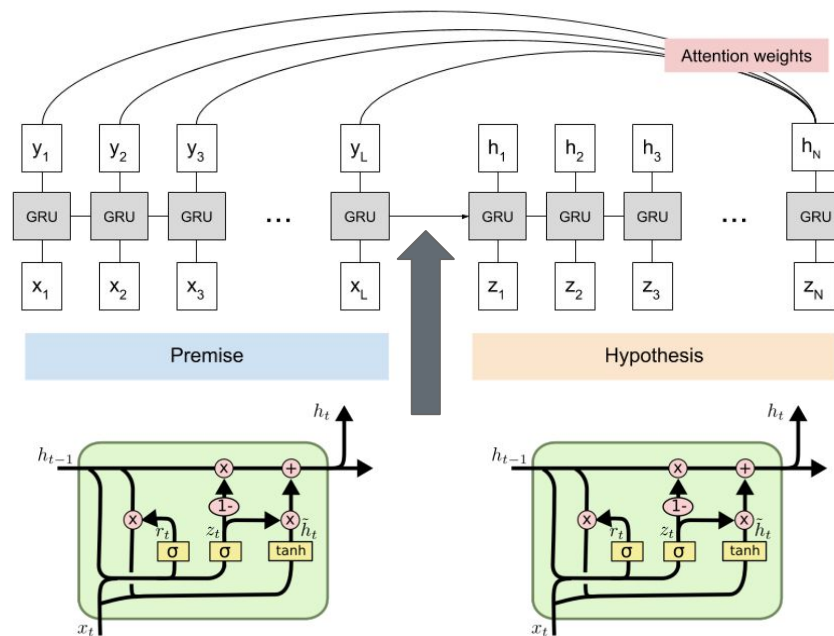 Attention weights
y1 y2 y3 yL h1 h2 h3 hN
GRU GRU GRU ... GRU GRU GRU GRU ... GRU
x1 x2 x3 xL z1 z2 z3 zN
Premise Hypothesis
ht ht
ht-1 ht-1
x + x +
1- 1-
x rt zt x h̃t x rt zt x h̃t
σ σ tanh σ σ tanh
xt xt